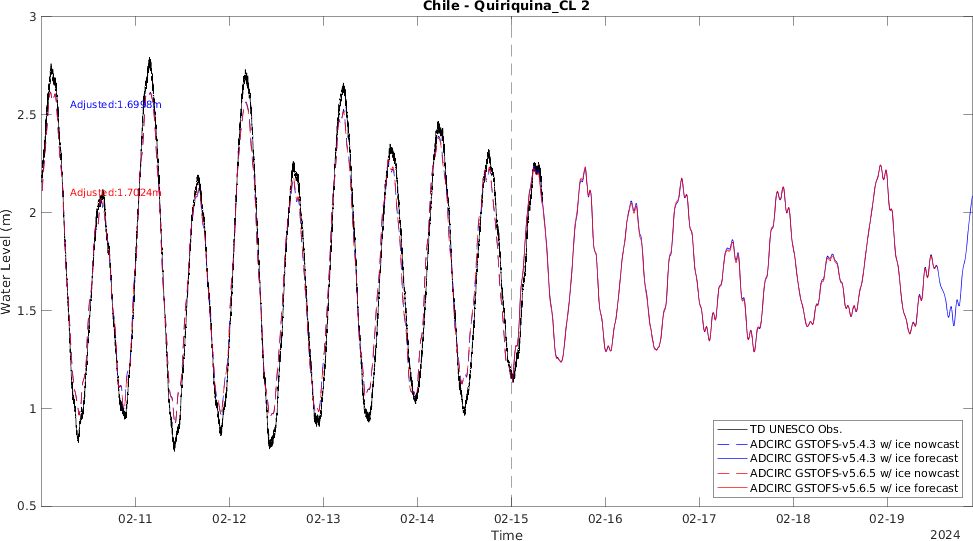 Chile - Quiriquina_CL 2
3
2.5
2
1.5
1
0.5
Water Level (m)
Adjusted:1.6998m
Adjusted:1.7024m
TD UNESCO Obs.
ADCIRC GSTOFS-v5.4.3 w/ ice nowcast
ADCIRC GSTOFS-v5.4.3 w/ ice forecast
ADCIRC GSTOFS-v5.6.5 w/ ice nowcast
ADCIRC GSTOFS-v5.6.5 w/ ice forecast
02-11 02-12 02-13 02-14 02-15 02-16 02-17 02-18 02-19
Time
2024